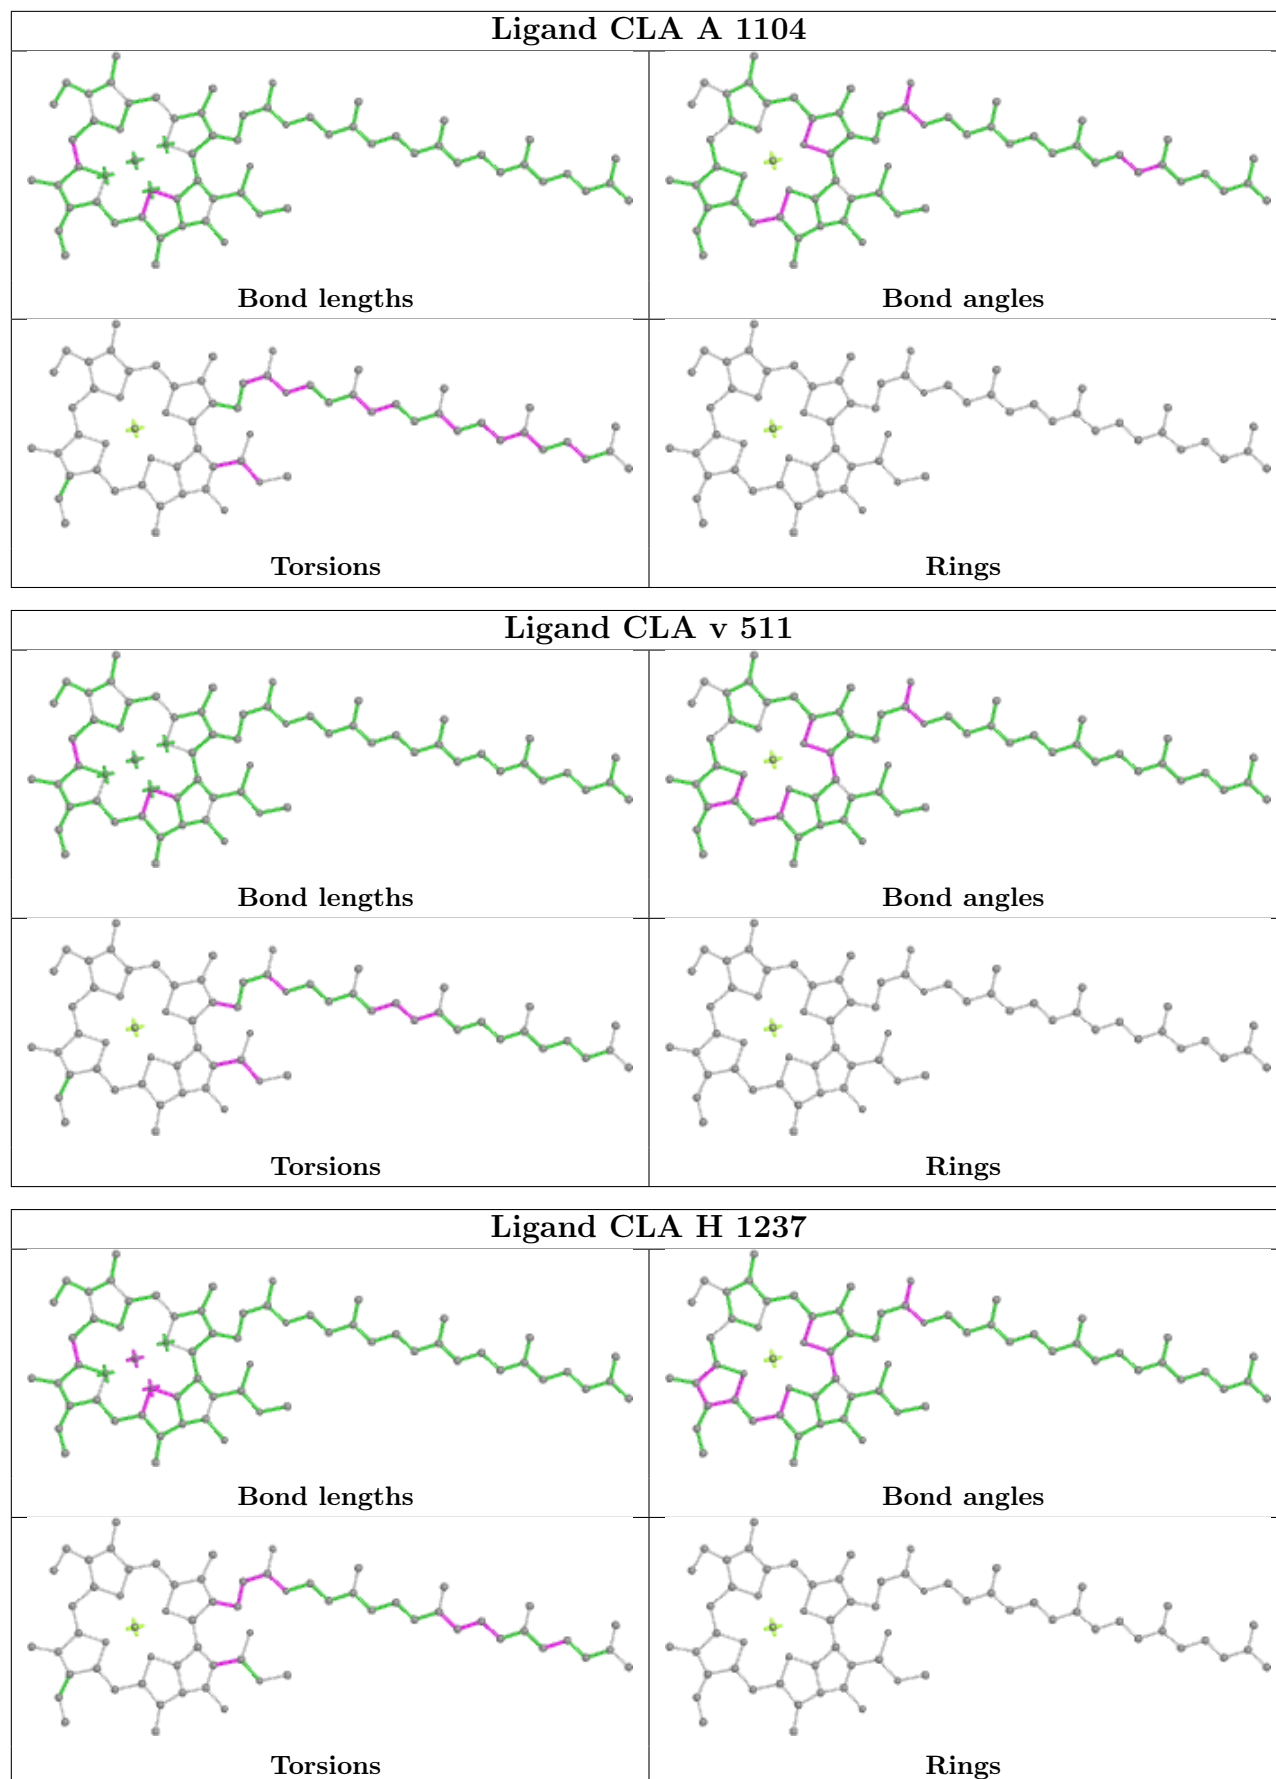 Ligand CLA A 1104
Bond lengths
Bond angles
Torsions
Rings
Ligand CLA v 511
Bond lengths
Bond angles
Torsions
Rings
Ligand CLA H 1237
Bond lengths
Bond angles
Torsions
Rings